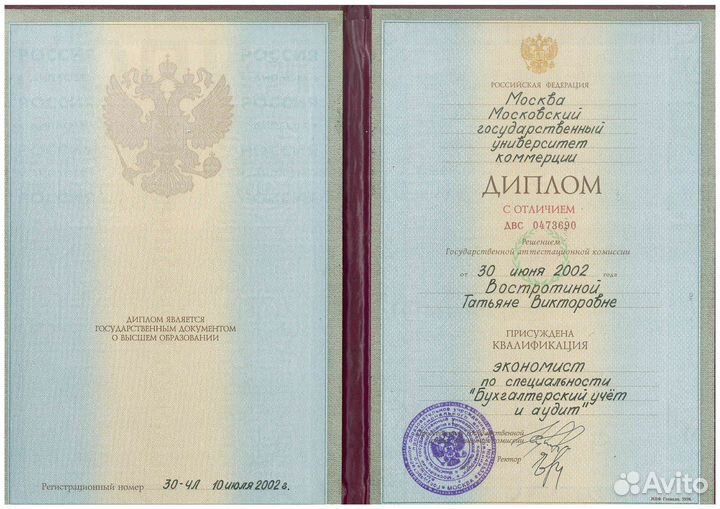 ДИПЛОМ ЯВЛЯЕТСЯ
ГОСУДАРСТВЕННЫМ ДОКУМЕНТОМ
О ВЫСШЕМ ОБРАЗОВАНИИ
Регистрационный номер 30-ЧЛ 10 июля 2002 г.
РОССИЙСКАЯ ФЕДЕРАЦИЯ
Москва
Московский
государственный
университет
коммерции
ДИПЛОМ
С ОТЛИЧИЕМ
ДВС 0473690
Решением
Государственной аттестационной комиссии
от 30 июня 2002 года
Востротиной
Татьяне Викторовне
ПРИСУЖДЕНА
КВАЛИФИКАЦИЯ
экономист
по специальности
"Бухгалтерский учёт
и аудит"
Ректор
МОСКВА
Avito